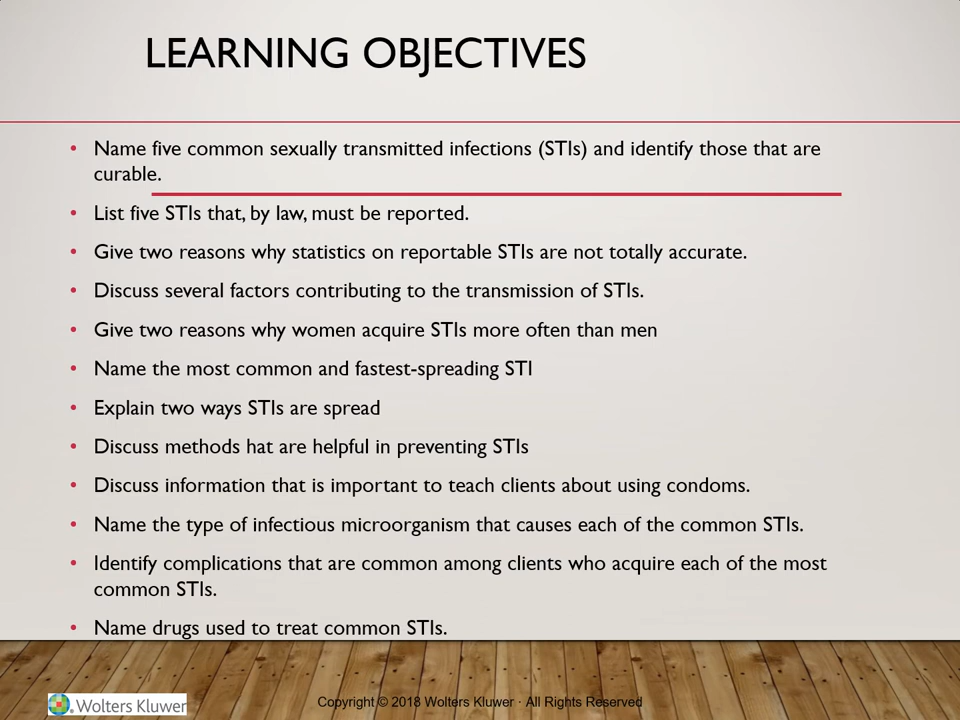 LEARNING OBJECTIVES
• Name five common sexually transmitted infections (STIs) and identify those that are
curable.
• List five STIs that, by law, must be reported.
• Give two reasons why statistics on reportable STIs are not totally accurate.
• Discuss several factors contributing to the transmission of STIs.
• Give two reasons why women acquire STIs more often than men
• Name the most common and fastest-spreading STI
• Explain two ways STIs are spread
• Discuss methods hat are helpful in preventing STIs
• Discuss information that is important to teach clients about using condoms.
• Name the type of infectious microorganism that causes each of the common STIs.
• Identify complications that are common among clients who acquire each of the most
common STIs.
• Name drugs used to treat common STIs.
Wolters Kluwer
Copyright © 2018 Wolters Kluwer · All Rights Reserved